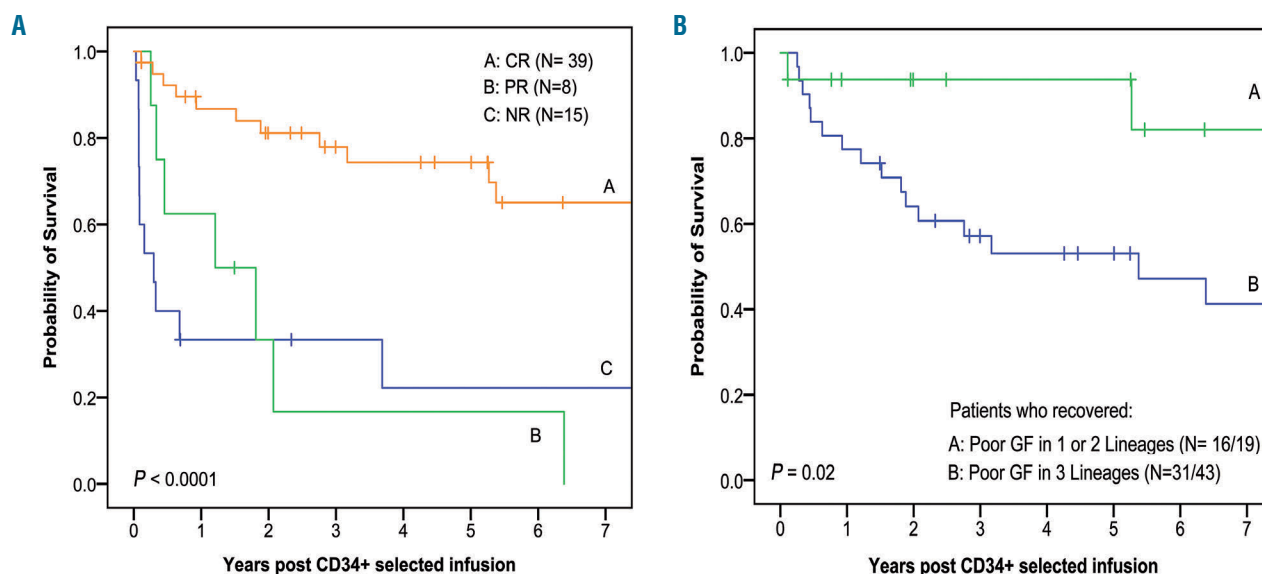 A
1.0
0.8
0.6
0.4
0.2
0.0
Probability of Survival
A: CR (N= 39)
B: PR (N=8)
C: NR (N=15)
A
C
B
P < 0.0001
0 1 2 3 4 5 6 7
Years post CD34+ selected infusion
B
1.0
0.8
0.6
0.4
0.2
0.0
Probability of Survival
A
B
Patients who recovered:
A: Poor GF in 1 or 2 Lineages (N= 16/19)
B: Poor GF in 3 Lineages (N=31/43)
P = 0.02
0 1 2 3 4 5 6 7
Years post CD34+ selected infusion